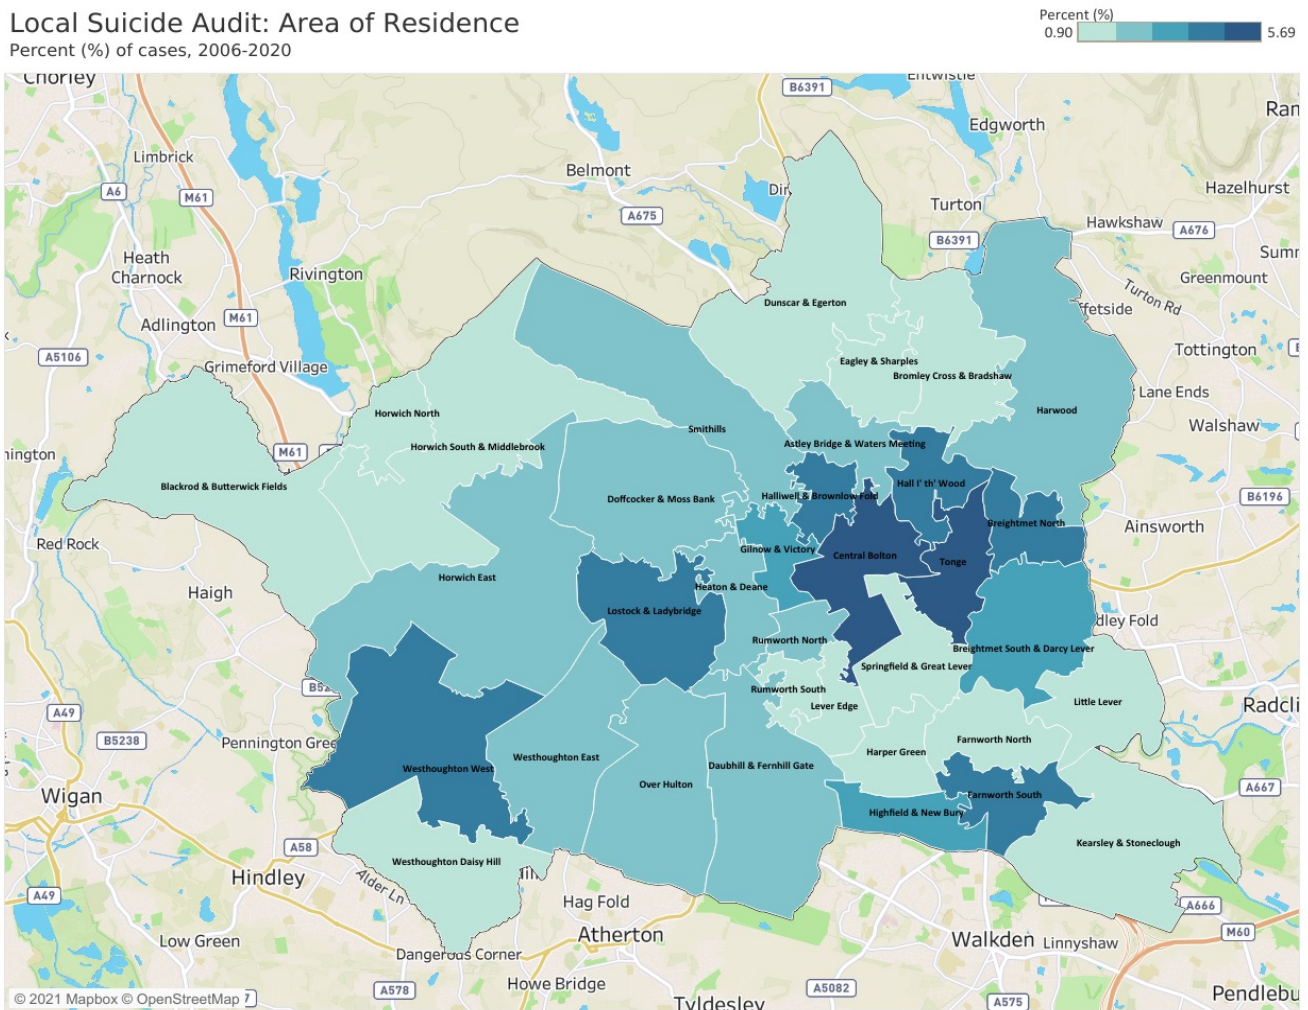 Local Suicide Audit: Area of Residence
Percent (%) of cases, 2006-2020
Percent (%)
0.90
5.69
Chorley
Entwistle
B6391
Edgworth
Limbrick
Belmont
A6
M61
Hazelhurst
Turton
A675
Hawkshaw
A676
B6391
Heath
Charnock
Rivington
Greenmount
Turton Rd
Dunscar & Egerton
Adlington
M61
A5106
Tottington
Grimeford Village
Eagley & Sharples
Bromley Cross & Bradshaw
Lane Ends
Horwich North
Harwood
Smithills
Walshaw
Horwich South & Middlebrook
Astley Bridge & Waters Meeting
M61
Blackrod & Butterwick Fields
Hall l' th' Wood
Doffcocker & Moss Bank
Halliwell & Brownlow Fold
B6196
Breightmet North
Ainsworth
Red Rock
Gilnow & Victory
Central Bolton
Tonge
Horwich East
Heaton & Deane
Haigh
Lostock & Ladybridge
dley Fold
Rumworth North
Breightmet South & Darcy Lever
Springfield & Great Lever
B52
Rumworth South
Lever Edge
Little Lever
A49
B5238
Pennington Gree
Farnworth North
Harper Green
Westhoughton East
Westhoughton West
Daubhill & Fernhill Gate
Over Hulton
A667
Wigan
Farnworth South
Highfield & New Bury
A58
Kearsley & Stoneclough
Westhoughton Daisy Hill
Hindley
Alder Ln
A49
Hag Fold
A666
Atherton
M60
Low Green
Walkden
Linnyshaw
Dangerous Corner
Howe Bridge
A578
A5082
A575
Pendlebu
Tyldesley
© 2021 Mapbox © OpenStreetMap